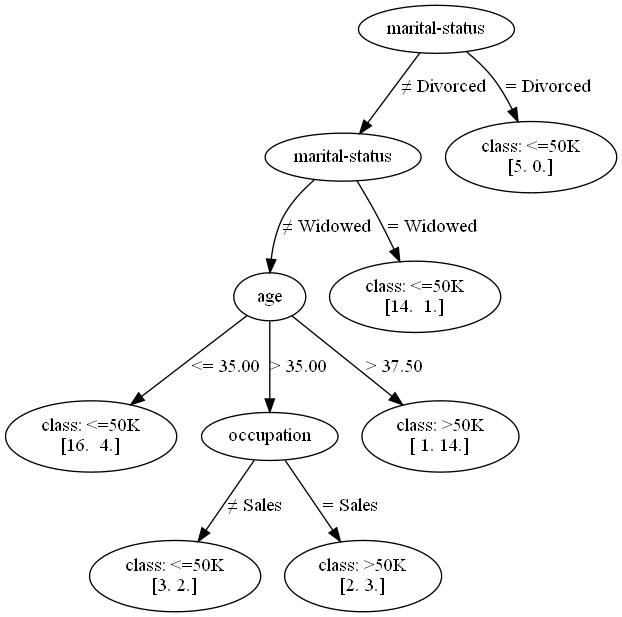 marital-status
≠ Divorced
= Divorced
marital-status
class: <=50K
[5. 0.]
≠ Widowed
= Widowed
age
class: <=50K
[14.  1.]
<= 35.00
> 35.00
> 37.50
class: <=50K
[16.  4.]
occupation
class: >50K
[ 1. 14.]
≠ Sales
= Sales
class: <=50K
[3. 2.]
class: >50K
[2. 3.]